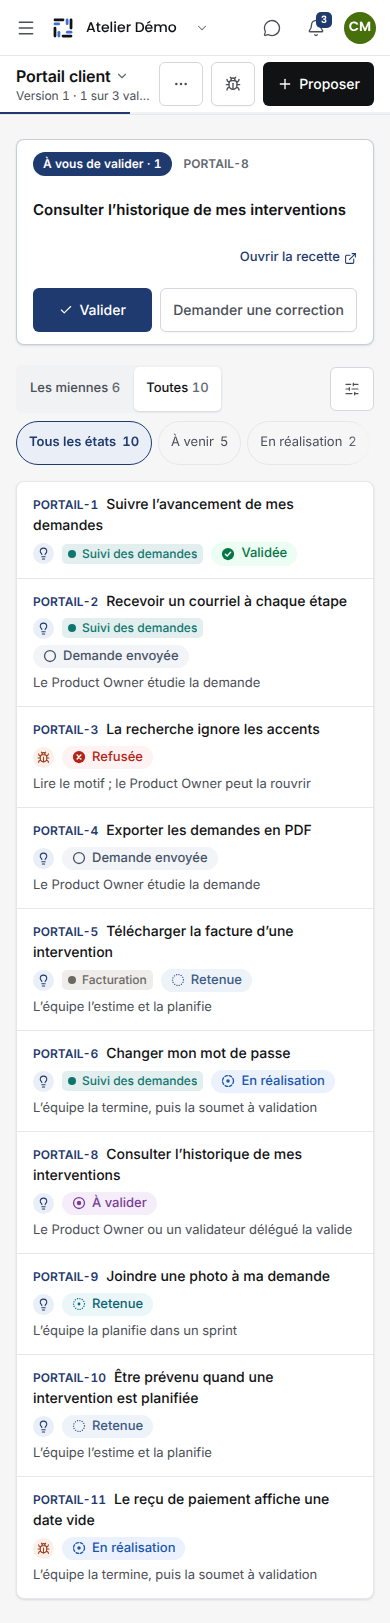 Atelier Démo
3
CM
Portail client
Version 1 · 1 sur 3 val...
Proposer
À vous de valider · 1 PORTAIL-8
Consulter l’historique de mes interventions
Ouvrir la recette
Valider
Demander une correction
Les miennes 6
Toutes 10
Tous les états 10
À venir 5
En réalisation 2
PORTAIL-1 Suivre l’avancement de mes
demandes
Suivi des demandes
Validée
PORTAIL-2 Recevoir un courriel à chaque étape
Suivi des demandes
Demande envoyée
Le Product Owner étudie la demande
PORTAIL-3 La recherche ignore les accents
Refusée
Lire le motif ; le Product Owner peut la rouvrir
PORTAIL-4 Exporter les demandes en PDF
Demande envoyée
Le Product Owner étudie la demande
PORTAIL-5 Télécharger la facture d’une
intervention
Facturation
Retenue
L’équipe l’estime et la planifie
PORTAIL-6 Changer mon mot de passe
Suivi des demandes
En réalisation
L’équipe la termine, puis la soumet à validation
PORTAIL-8 Consulter l’historique de mes
interventions
À valider
Le Product Owner ou un validateur délégué la valide
PORTAIL-9 Joindre une photo à ma demande
Retenue
L’équipe la planifie dans un sprint
PORTAIL-10 Être prévenu quand une
intervention est planifiée
Retenue
L’équipe l’estime et la planifie
PORTAIL-11 Le reçu de paiement affiche une
date vide
En réalisation
L’équipe la termine, puis la soumet à validation